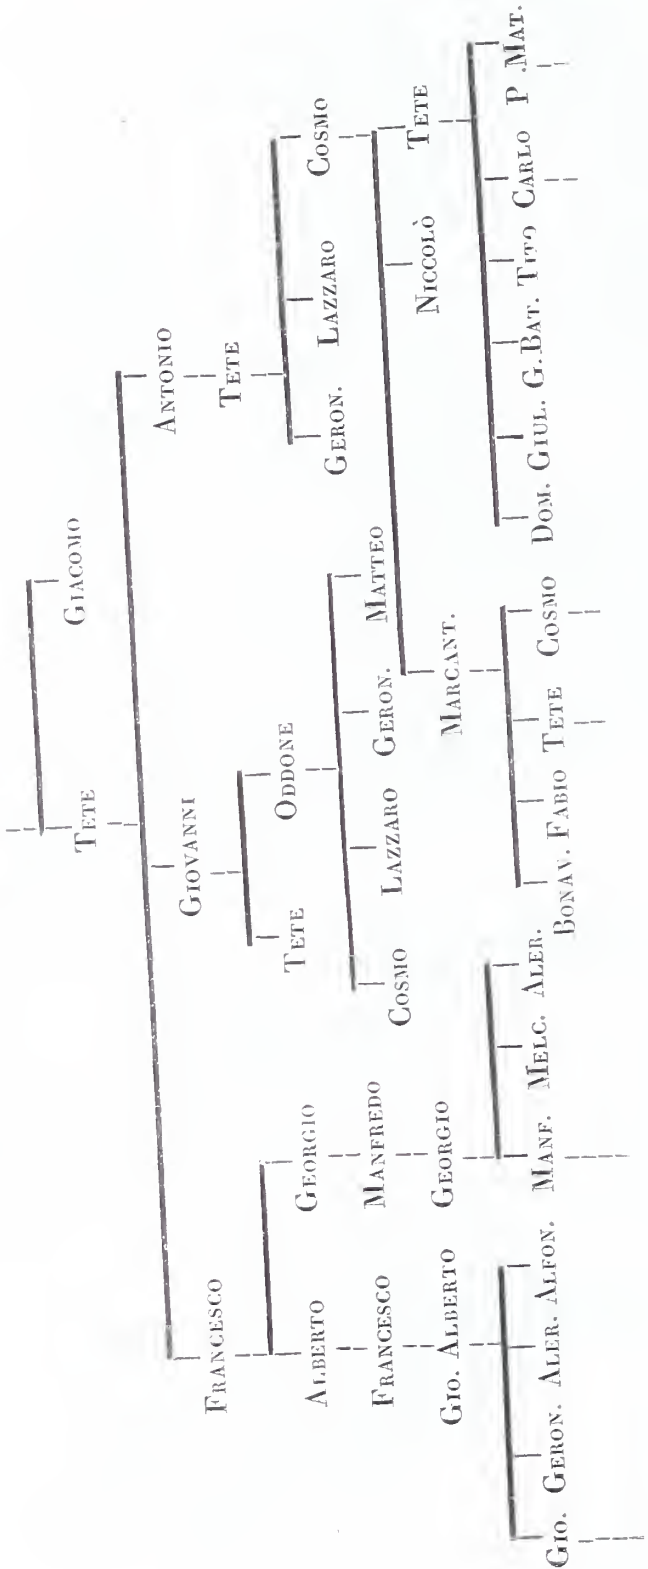 TETE GIACOMO
FRANCESCO GIOVANNI ANTONIO
ALBERTO GEORGIO TETE ODDONE TETE
FRANCESCO MANFREDO COSMO LAZZARO GERON. MATTEO GERON. LAZZARO COSMO
GIO. ALBERTO GEORGIO MARCANT. NICCOLÒ TETE
GIO. GERON. ALER. ALFON. MANF. MELC. ALER. BONAV. FABIO TETE COSMO DOM. GIUL. G. BAT. TITO CARLO P. MAT.